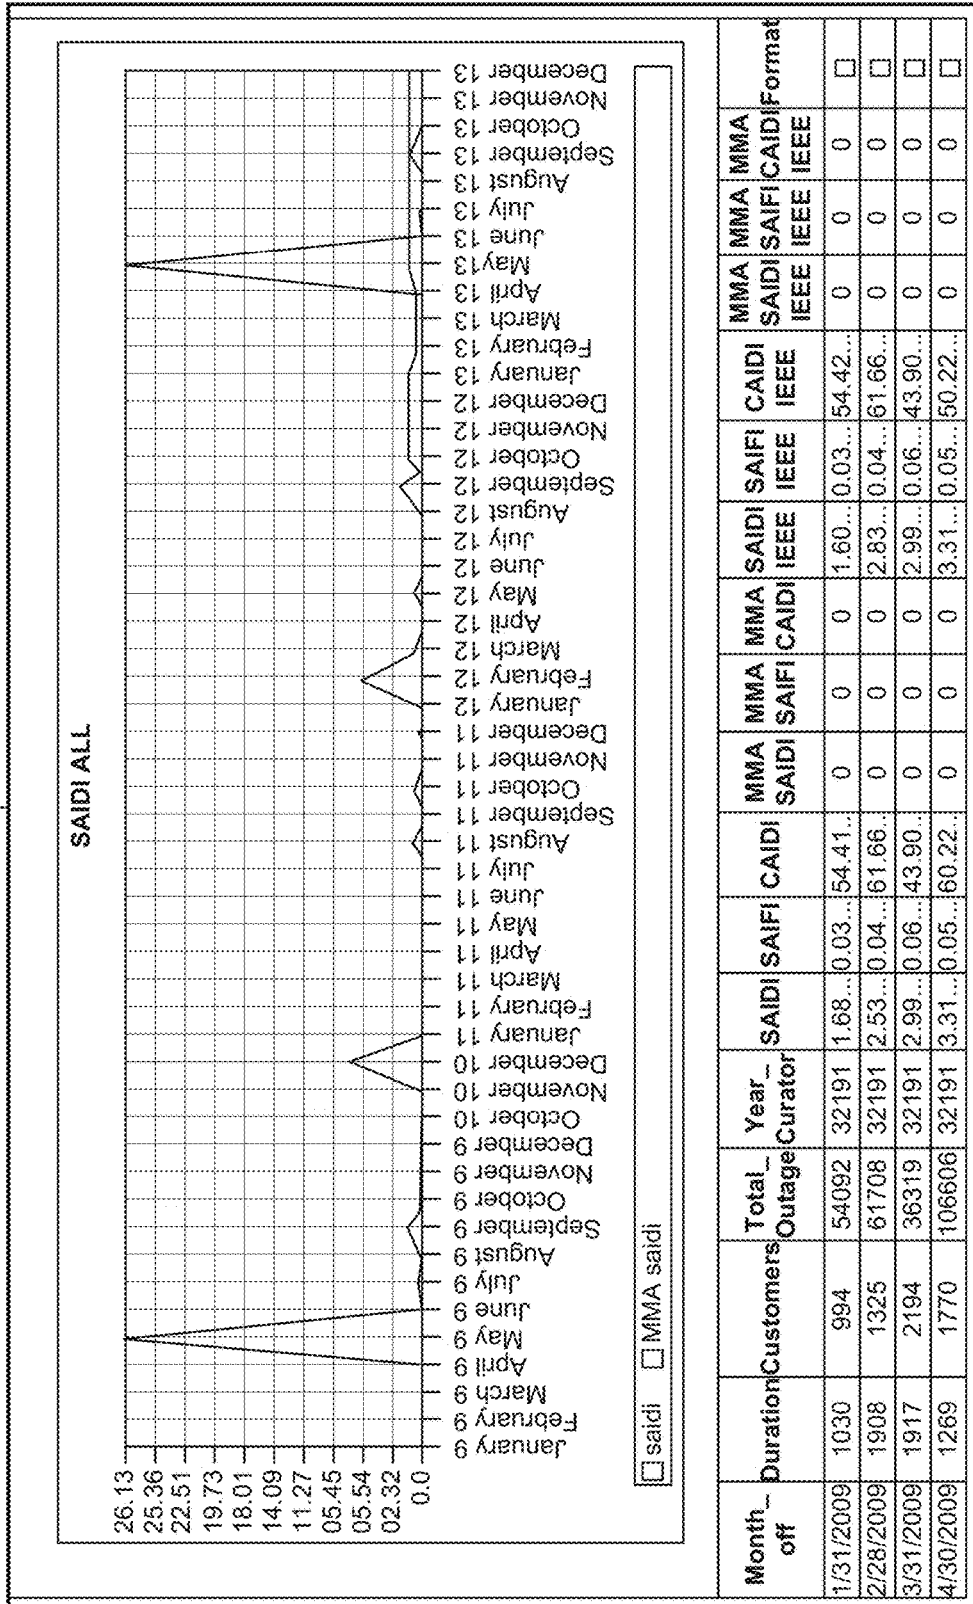 SAIDI ALL
26.13
25.36
22.51
19.73
18.01
14.09
11.27
05.45
05.54
02.32
0.0
January 9
February 9
March 9
April 9
May 9
June 9
July 9
August 9
September 9
October 9
November 9
December 9
October 10
November 10
December 10
January 11
February 11
March 11
April 11
May 11
June 11
July 11
August 11
September 11
October 11
November 11
December 11
January 12
February 12
March 12
April 12
May 12
June 12
July 12
August 12
September 12
October 12
November 12
December 12
January 13
February 13
March 13
April 13
May13
June 13
July 13
August 13
September 13
October 13
November 13
December 13
saidi MMA saidi
Month_off Duration Customers Total_Outage Year_Curator SAIDI SAIFI CAIDI MMA SAIDI MMA SAIFI MMA CAIDI SAIDI IEEE SAIFI IEEE CAIDI IEEE MMA SAIDI IEEE MMA SAIFI IEEE MMA CAIDI IEEE Format
1/31/2009 1030 994 54092 32191 1.68... 0.03... 54.41... 0 0 0 1.60... 0.03... 54.42... 0 0 0
2/28/2009 1908 1325 61708 32191 2.53... 0.04... 61.66... 0 0 0 2.83... 0.04... 61.66... 0 0 0
3/31/2009 1917 2194 36319 32191 2.99... 0.06... 43.90... 0 0 0 2.99... 0.06... 43.90... 0 0 0
4/30/2009 1269 1770 106606 32191 3.31... 0.05... 60.22... 0 0 0 3.31... 0.05... 50.22... 0 0 0